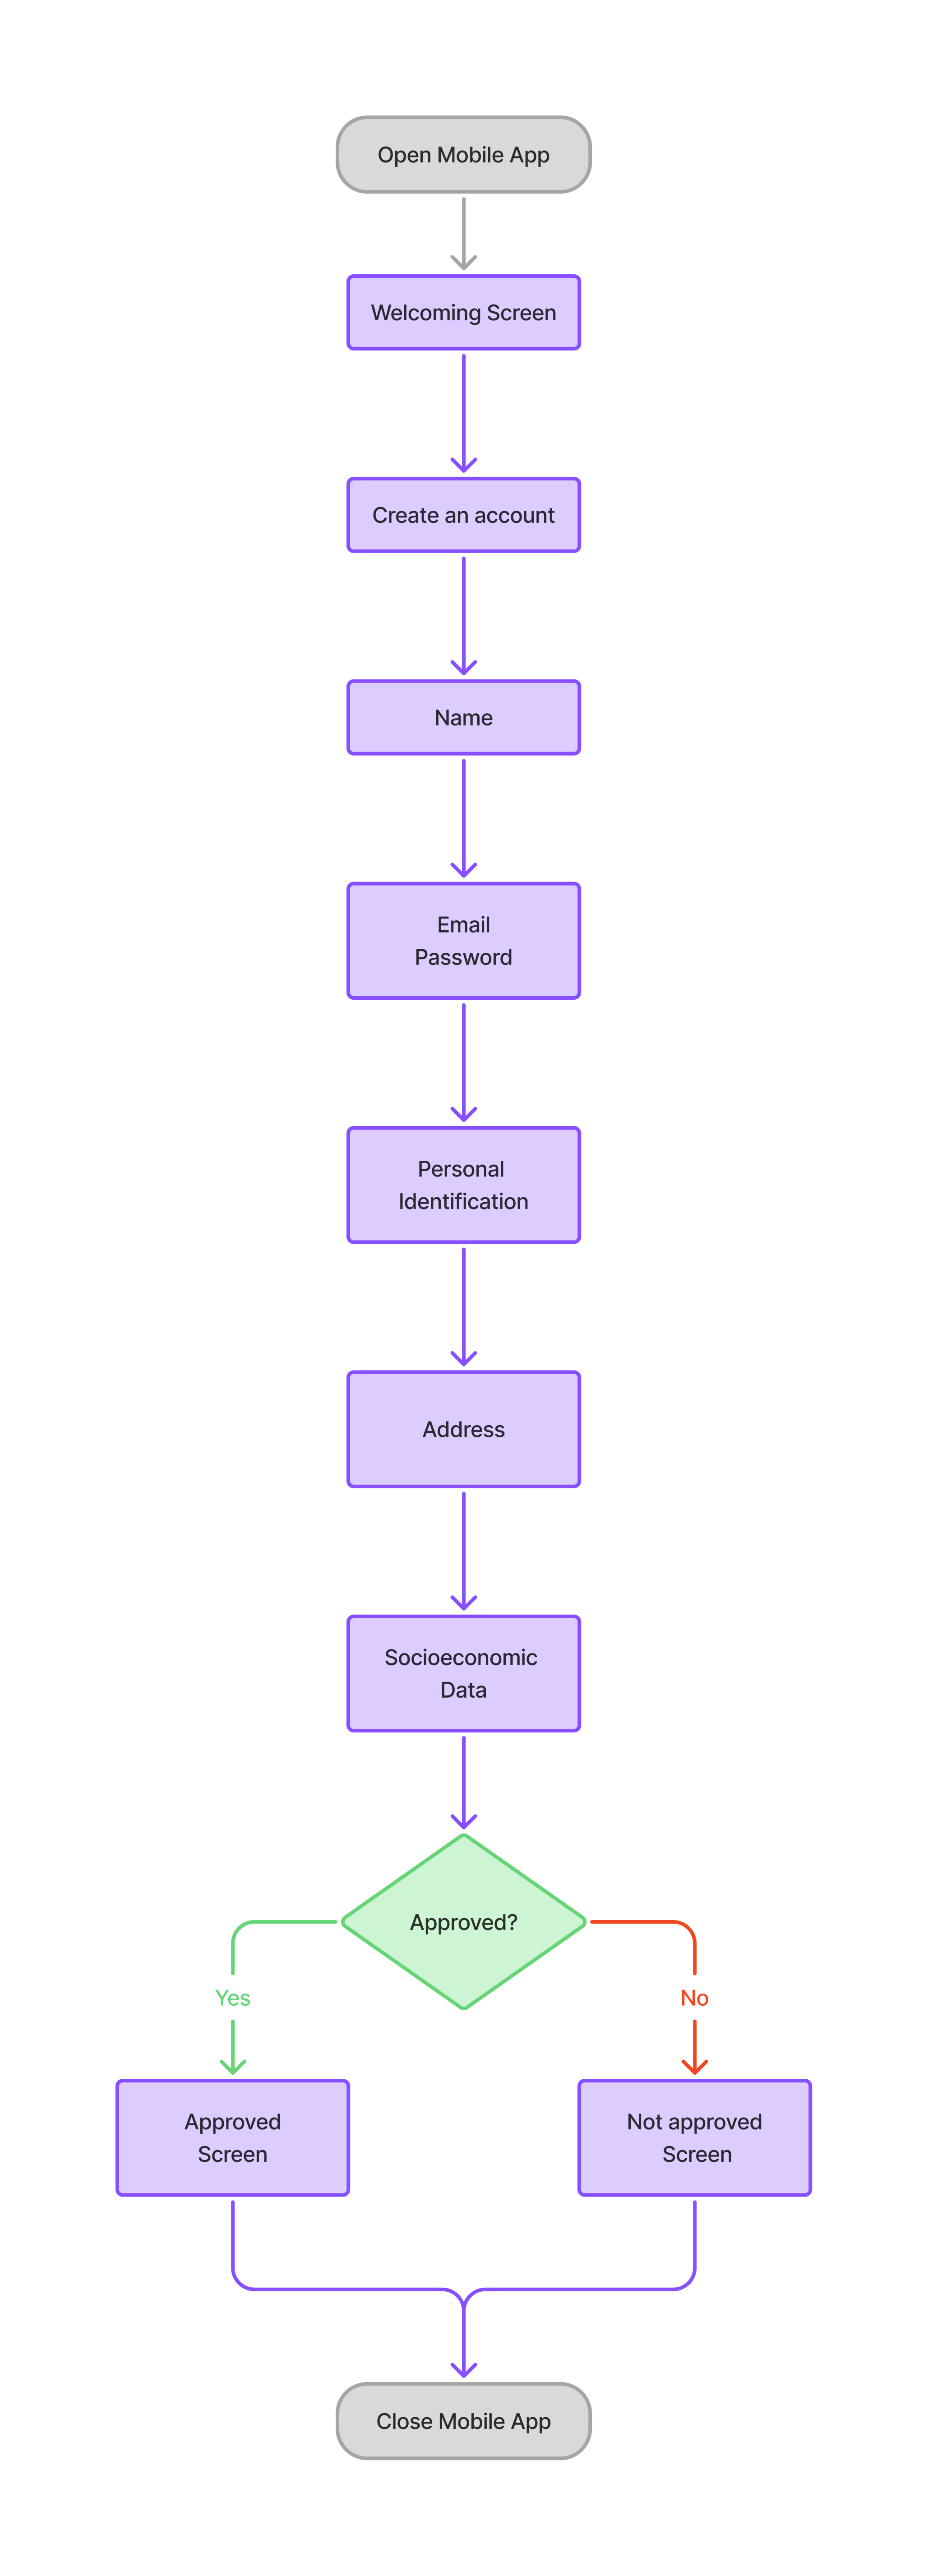 Open Mobile App
Welcoming Screen
Create an account
Name
Email
Password
Personal
Identification
Address
Socioeconomic
Data
Approved?
Yes
No
Approved
Screen
Not approved
Screen
Close Mobile App